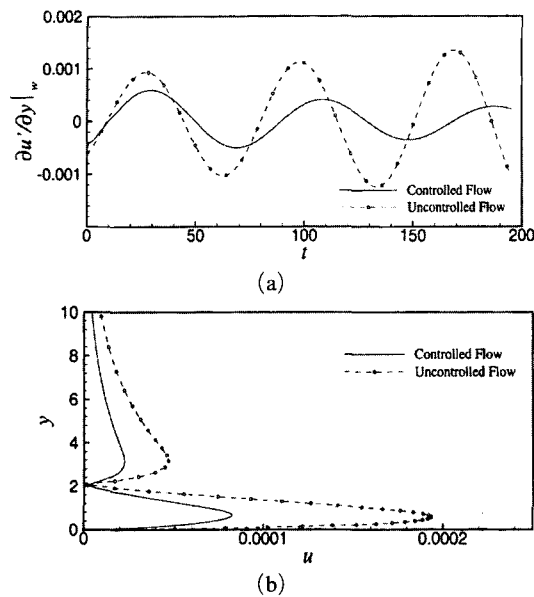 0.002
0.001
0
-0.001
∂u'/∂y|w
Controlled Flow
Uncontrolled Flow
0 50 100 150 200
t
(a)
10
8
6
4
2
0
y
Controlled Flow
Uncontrolled Flow
0 0.0001 0.0002
u
(b)